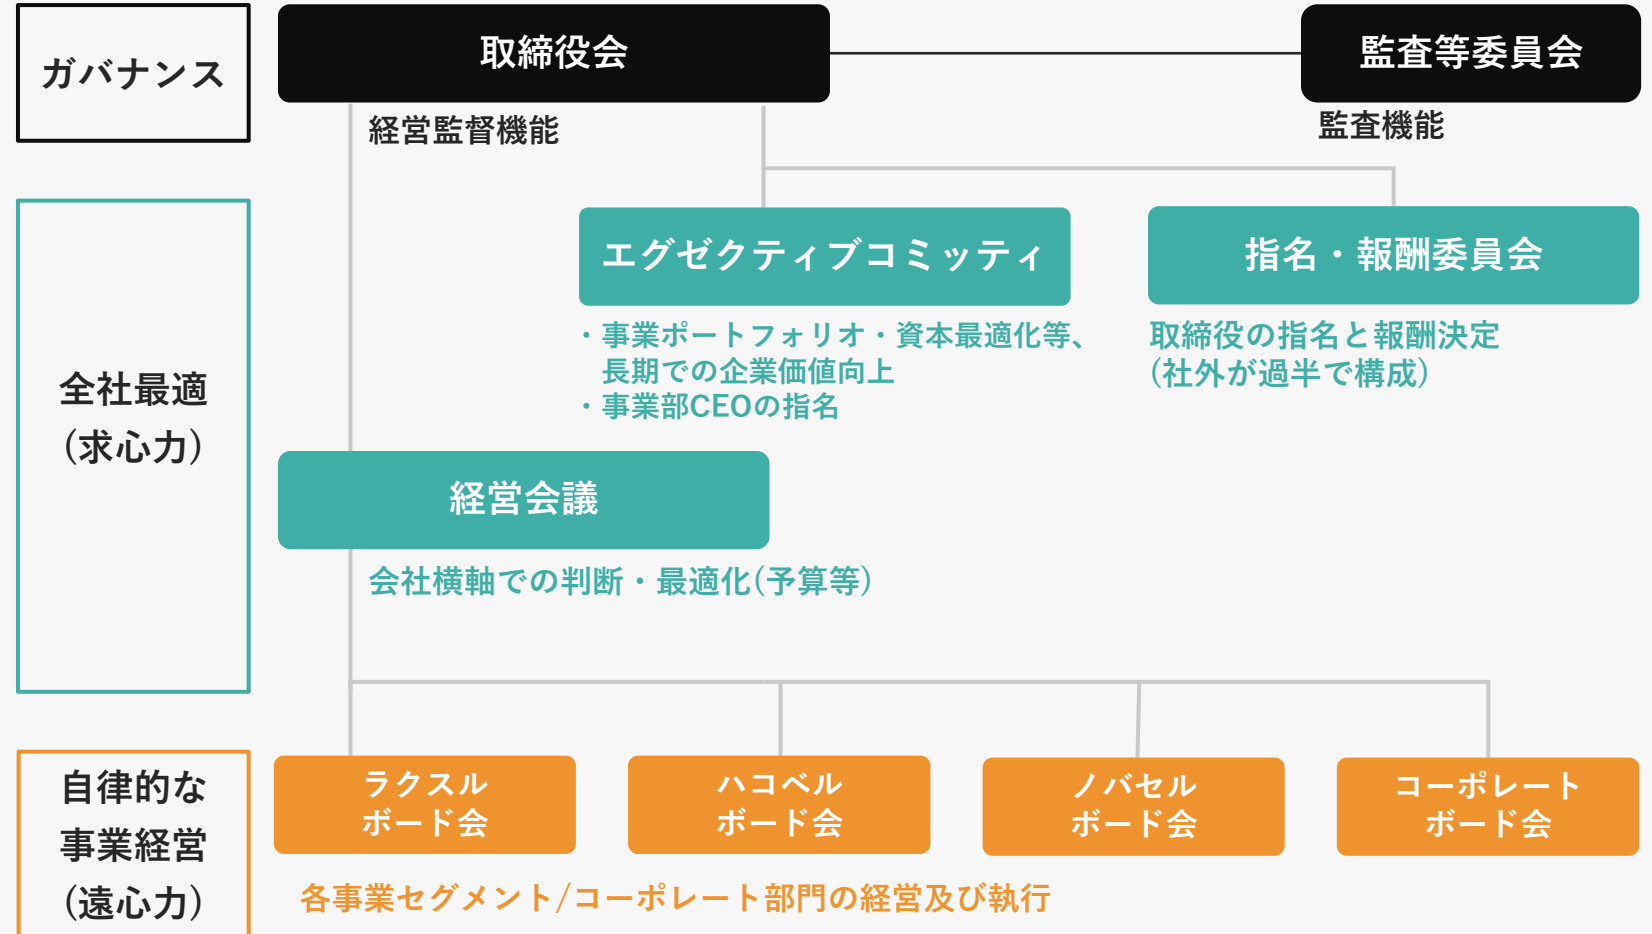 ガバナンス
取締役会
監査等委員会
経営監督機能
監査機能
全社最適
(求心力)
エグゼクティブコミッティ
・事業ポートフォリオ・資本最適化等、
長期での企業価値向上
・事業部CEOの指名
指名・報酬委員会
取締役の指名と報酬決定
(社外が過半で構成)
経営会議
会社横軸での判断・最適化(予算等)
自律的な
事業経営
(遠心力)
ラクスル
ボード会
ハコベル
ボード会
ノバセル
ボード会
コーポレート
ボード会
各事業セグメント/コーポレート部門の経営及び執行